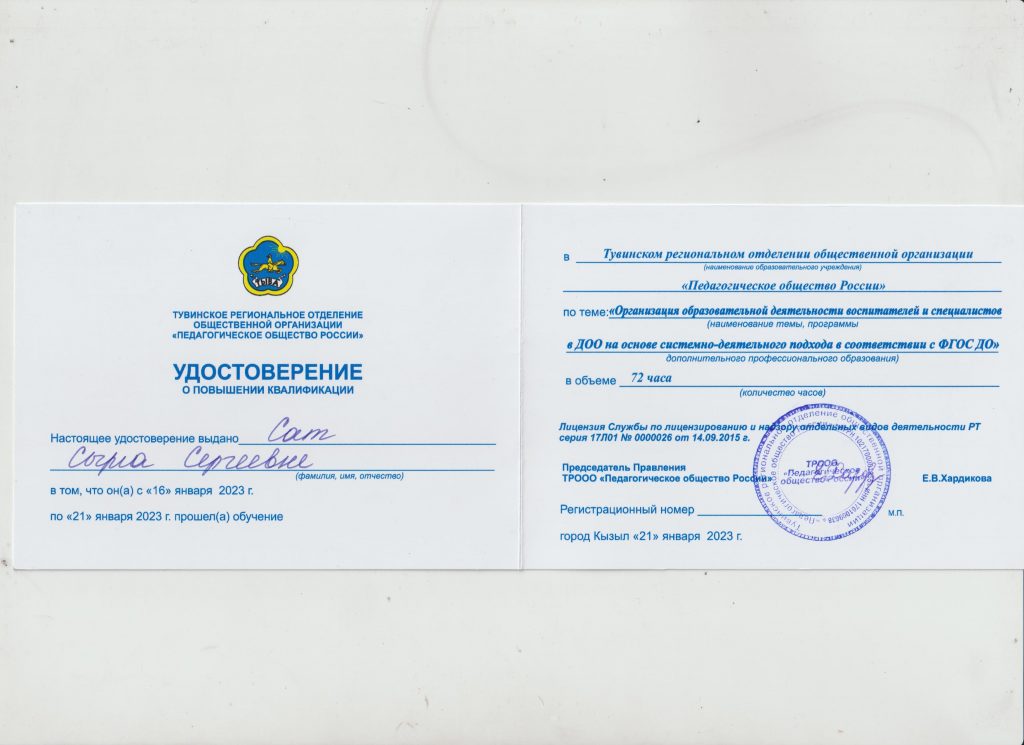 ТЫВА
ТУВИНСКОЕ РЕГИОНАЛЬНОЕ ОТДЕЛЕНИЕ
ОБЩЕСТВЕННОЙ ОРГАНИЗАЦИИ
«ПЕДАГОГИЧЕСКОЕ ОБЩЕСТВО РОССИИ»
УДОСТОВЕРЕНИЕ
О ПОВЫШЕНИИ КВАЛИФИКАЦИИ
Настоящее удостоверение выдано Сат
Сергеевне
(фамилия, имя, отчество)
в том, что он(а) с «16» января 2023 г.
по «21» января 2023 г. прошел(а) обучение
в Тувинском региональном отделении общественной организации
(наименование образовательного учреждения)
«Педагогическое общество России»
по теме: «Организация образовательной деятельности воспитателей и специалистов
(наименование темы, программы
в ДОО на основе системно-деятельного подхода в соответствии с ФГОС ДО»
дополнительного профессионального образования)
в объеме 72 часа
(количество часов)
Лицензия Службы по лицензированию и надзору отдельных видов деятельности РТ
серия 17Л01 № 0000026 от 14.09.2015 г.
Председатель Правления
ТРООО «Педагогическое общество России» Е.В.Хардикова
ТРООО
«Педагогическое
общество России»
Регистрационный номер
м.п.
город Кызыл «21» января 2023 г.